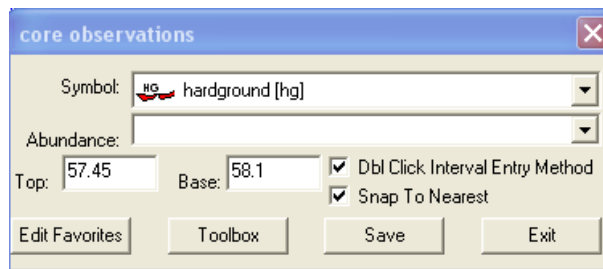 core observations
Symbol: HG hardground [hg]
Abundance:
Top: 57.45 Base: 58.1 Dbl Click Interval Entry Method
Snap To Nearest
Edit Favorites Toolbox Save Exit